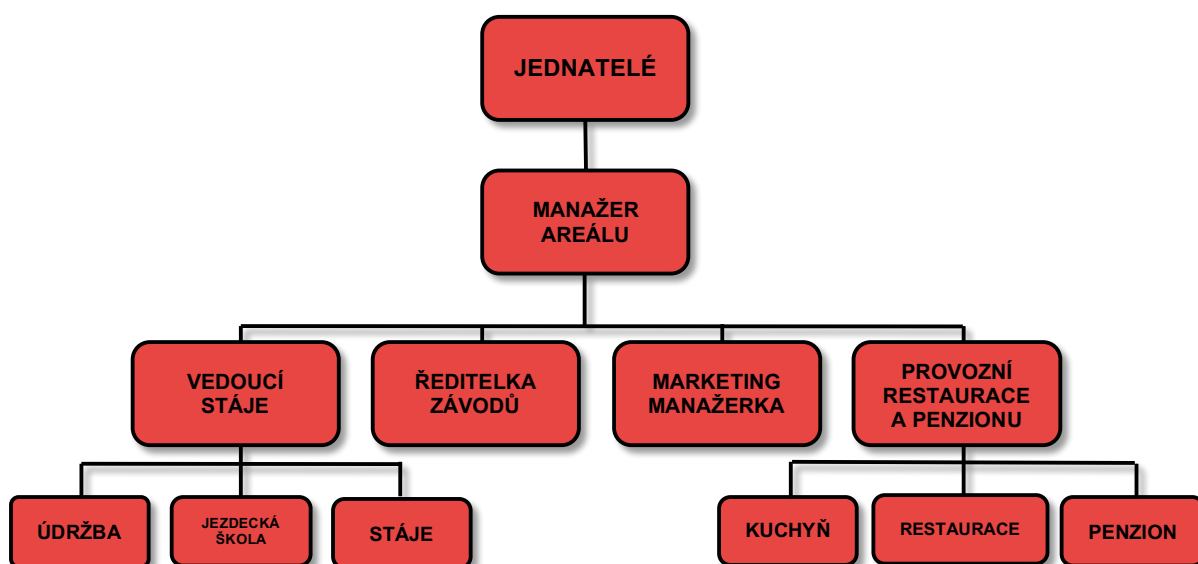 JEDNATELÉ
MANAŽER
AREÁLU
VEDOUCÍ
STÁJE
ŘEDITELKA
ZÁVODŮ
MARKETING
MANAŽERKA
PROVOZNÍ
RESTAURACE
A PENZIONU
ÚDRŽBA
JEZDECKÁ
ŠKOLA
STÁJE
KUCHYŇ
RESTAURACE
PENZION